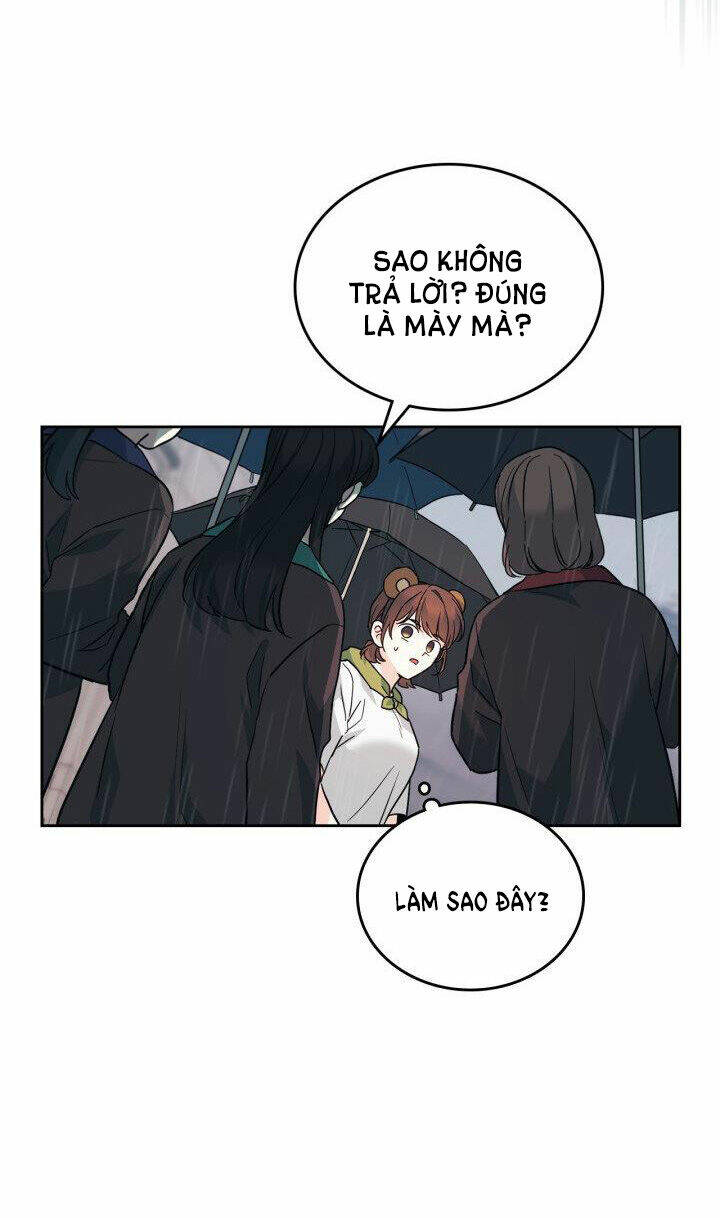 SAO KHÔNG
TRẢ LỜI? ĐÚNG
LÀ MÀY MÀ?
LÀM SAO ĐÂY?